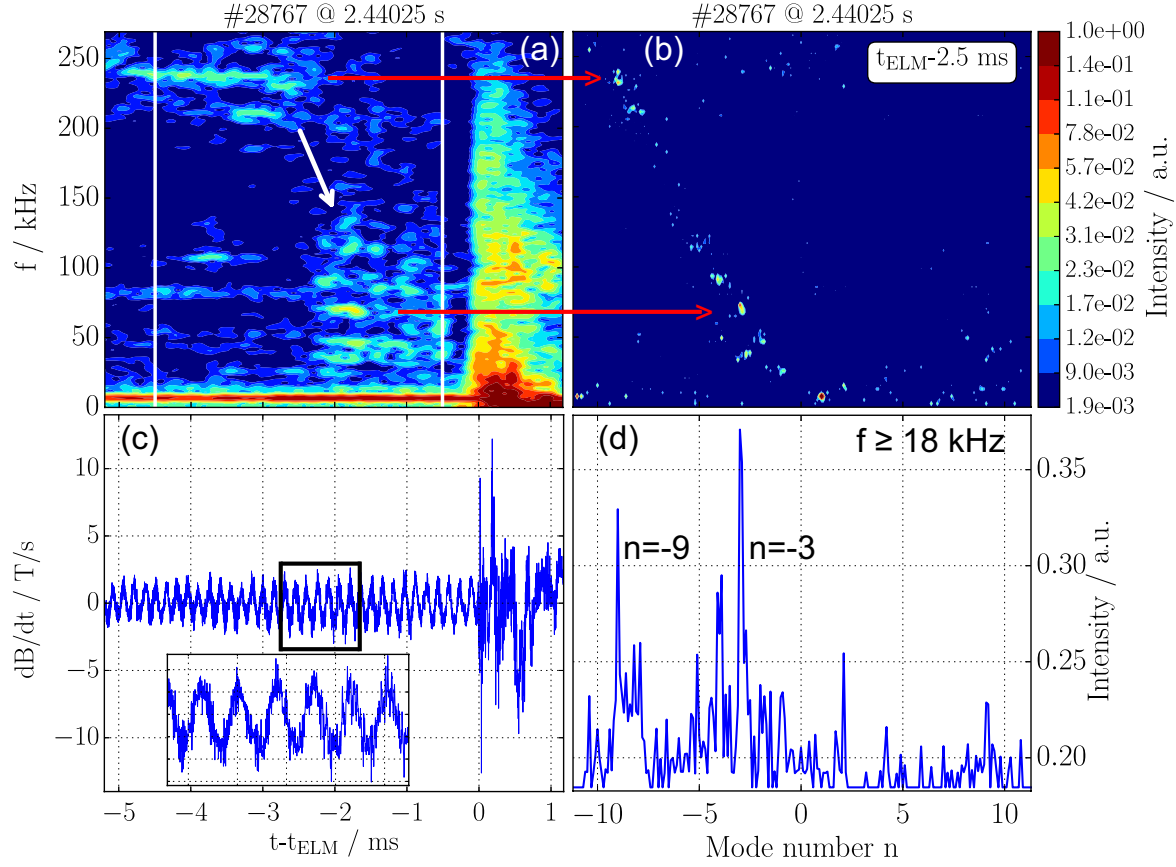 #28767 @ 2.44025 s
#28767 @ 2.44025 s
(a)
(b)
t_ELM-2.5 ms
f / kHz
250
200
150
100
50
0
1.0e+00
1.4e-01
1.1e-01
7.8e-02
5.7e-02
4.2e-02
3.1e-02
2.3e-02
1.7e-02
1.2e-02
9.0e-03
1.9e-03
Intensity / a.u.
(c)
dB/dt / T/s
10
5
0
−5
−10
−5 −4 −3 −2 −1 0 1
t-t_ELM / ms
(d)
f ≥ 18 kHz
n=-9
n=-3
0.35
0.30
0.25
0.20
Intensity / a.u.
−10 −5 0 5 10
Mode number n